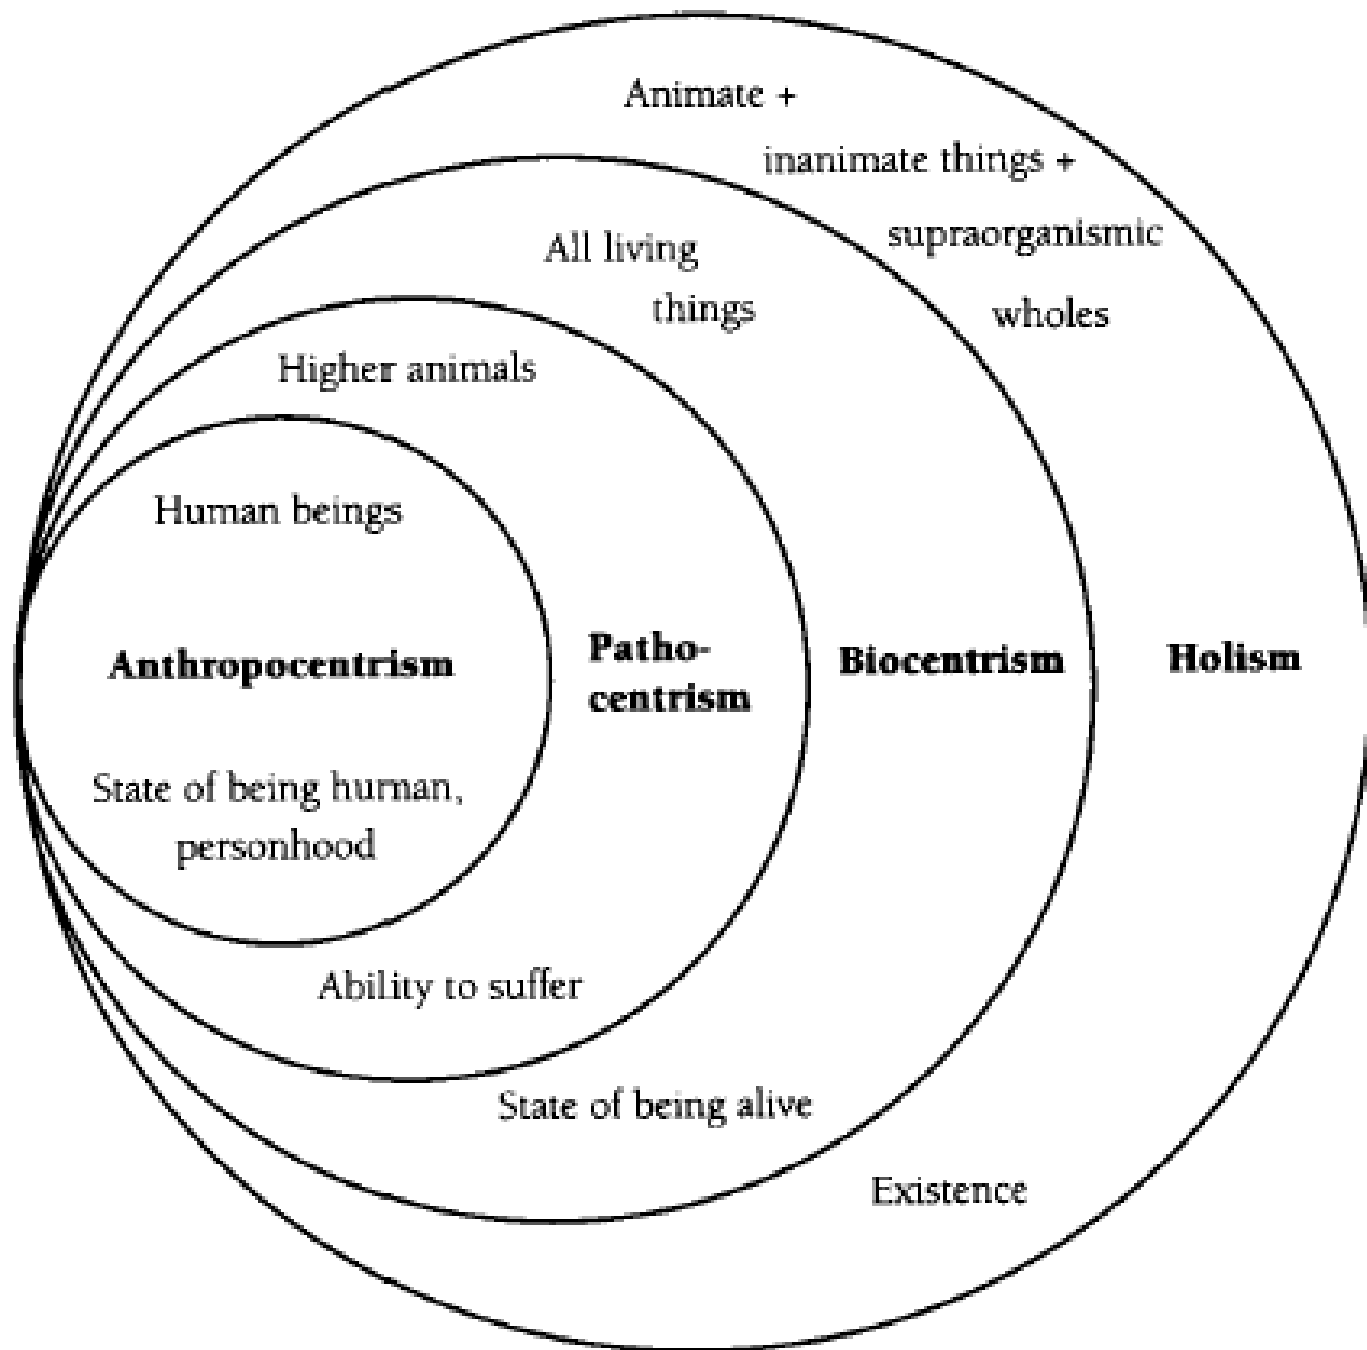 Animate +
inanimate things +
supraorganismic
wholes
All living
things
Higher animals
Human beings
Anthropocentrism
Patho-
centrism
Biocentrism
Holism
State of being human,
personhood
Ability to suffer
State of being alive
Existence